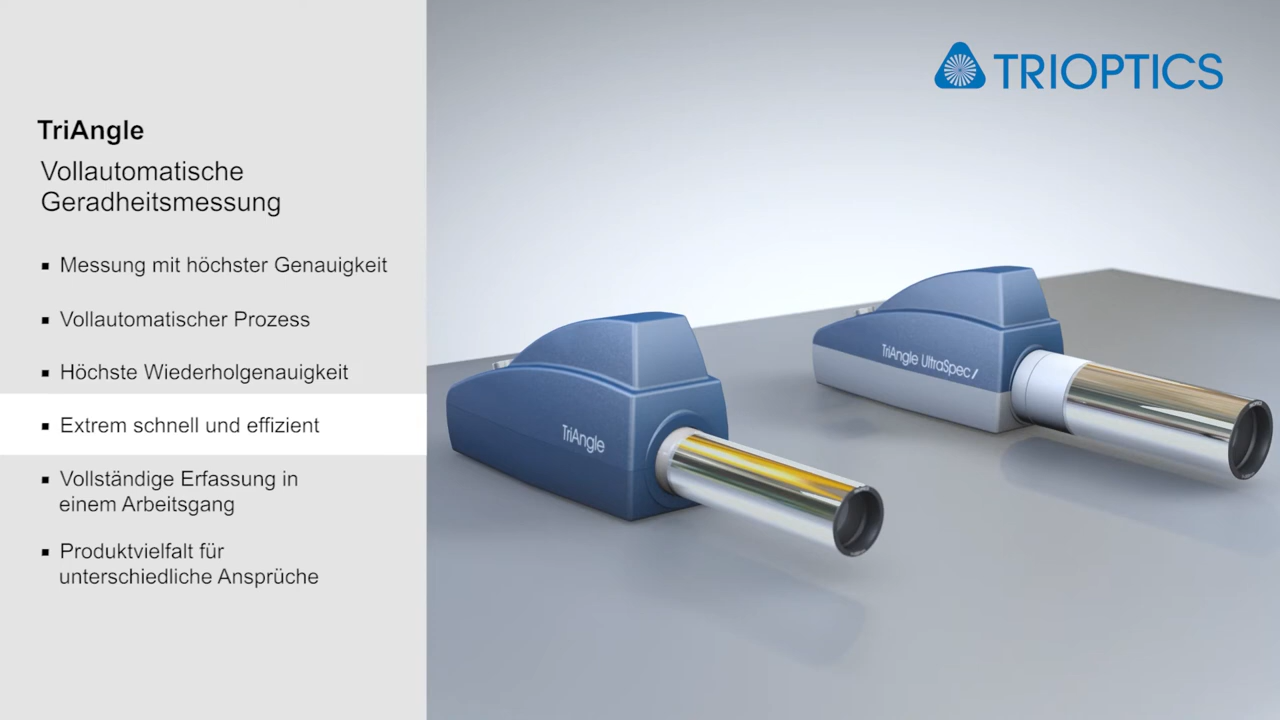 TRIOPTICS
TriAngle
Vollautomatische
Geradheitsmessung
Messung mit höchster Genauigkeit
Vollautomatischer Prozess
Höchste Wiederholgenauigkeit
Extrem schnell und effizient
Vollständige Erfassung in
einem Arbeitsgang
Produktvielfalt für
unterschiedliche Ansprüche
TriAngle
TriAngle UltraSpec